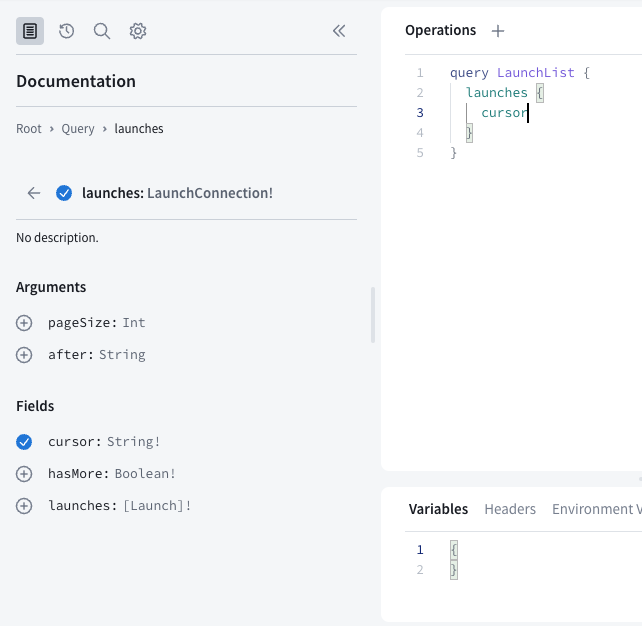 Documentation
Root › Query › launches
launches: LaunchConnection!
No description.
Arguments
pageSize: Int
after: String
Fields
cursor: String!
hasMore: Boolean!
launches: [Launch]!
Operations
1 query LaunchList {
2 launches {
3 cursor
4 }
5 }
Variables Headers Environment V
1 {
2 }